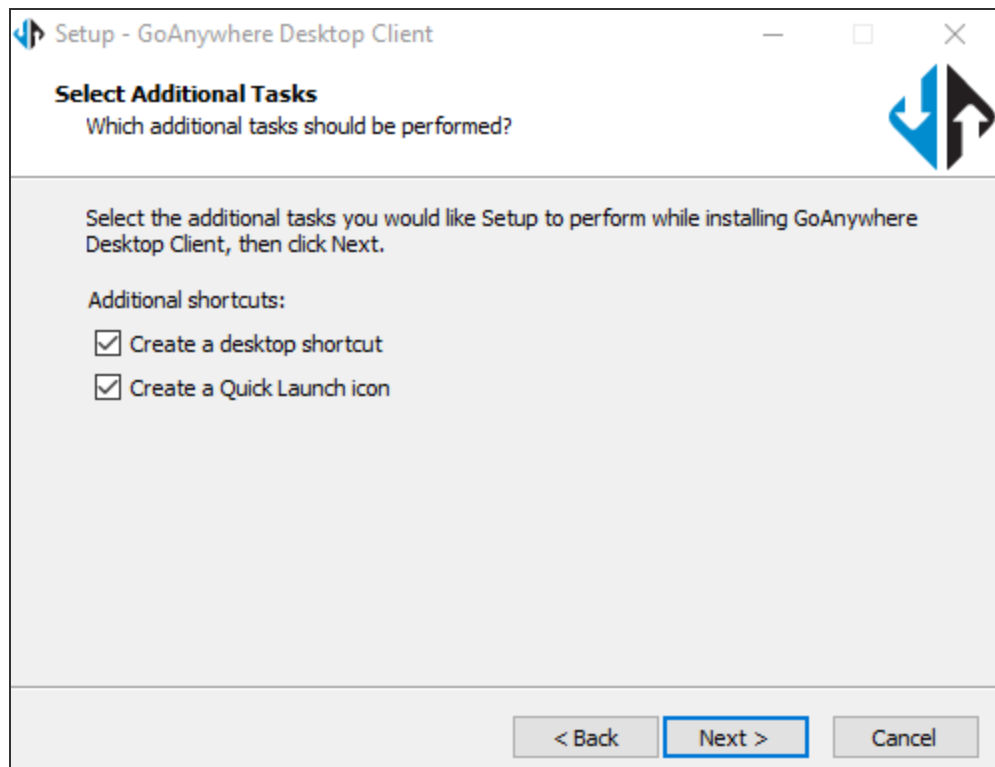 Setup - GoAnywhere Desktop Client
Select Additional Tasks
Which additional tasks should be performed?
Select the additional tasks you would like Setup to perform while installing GoAnywhere
Desktop Client, then click Next.
Additional shortcuts:
Create a desktop shortcut
Create a Quick Launch icon
< Back
Next >
Cancel